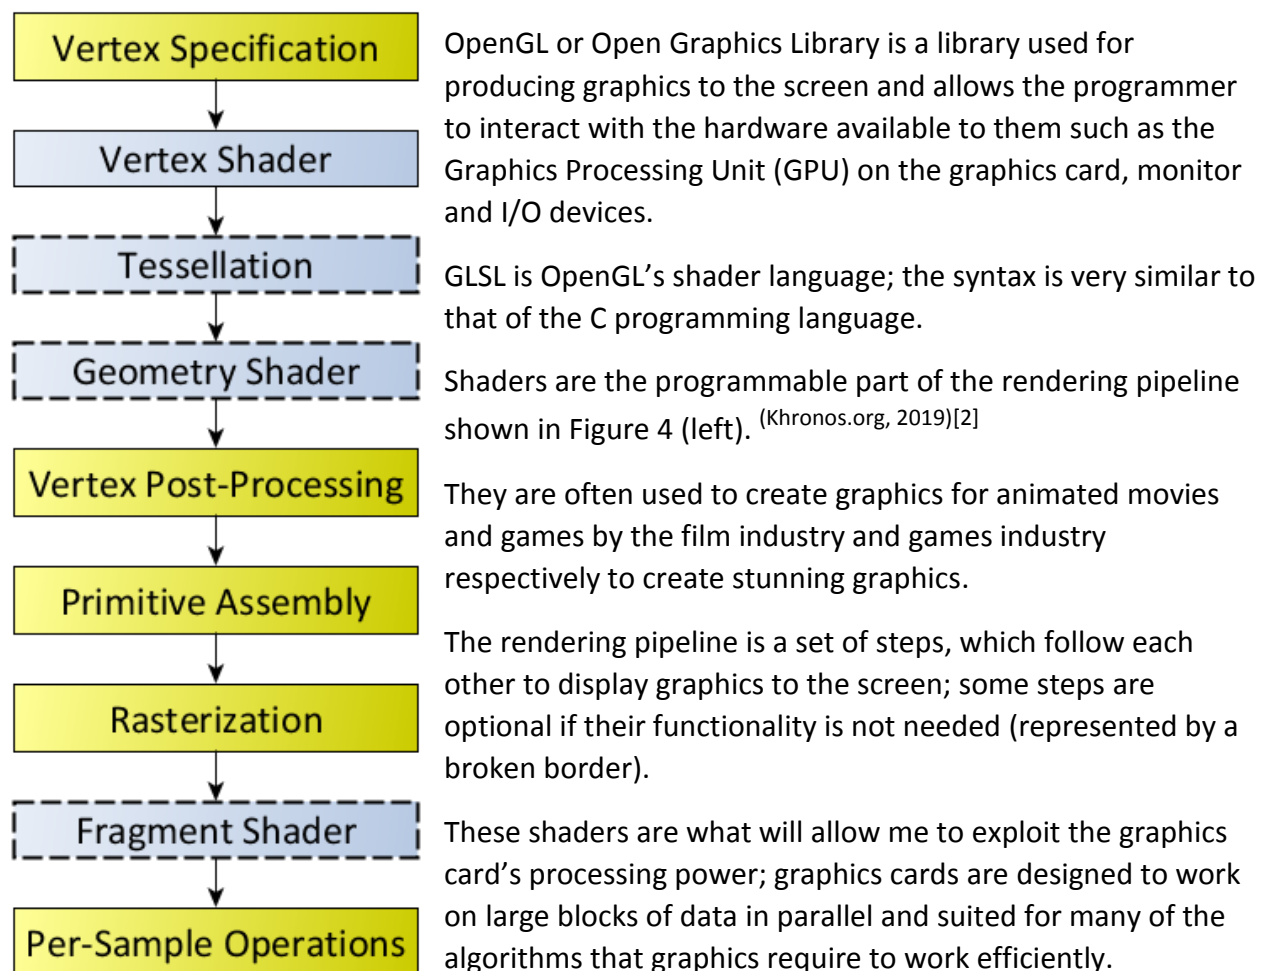 Vertex Specification
Vertex Shader
Tessellation
Geometry Shader
Vertex Post-Processing
Primitive Assembly
Rasterization
Fragment Shader
Per-Sample Operations
OpenGL or Open Graphics Library is a library used for
producing graphics to the screen and allows the programmer
to interact with the hardware available to them such as the
Graphics Processing Unit (GPU) on the graphics card, monitor
and I/O devices.
GLSL is OpenGL’s shader language; the syntax is very similar to
that of the C programming language.
Shaders are the programmable part of the rendering pipeline
shown in Figure 4 (left). (Khronos.org, 2019)[2]
They are often used to create graphics for animated movies
and games by the film industry and games industry
respectively to create stunning graphics.
The rendering pipeline is a set of steps, which follow each
other to display graphics to the screen; some steps are
optional if their functionality is not needed (represented by a
broken border).
These shaders are what will allow me to exploit the graphics
card’s processing power; graphics cards are designed to work
on large blocks of data in parallel and suited for many of the
algorithms that graphics require to work efficiently.